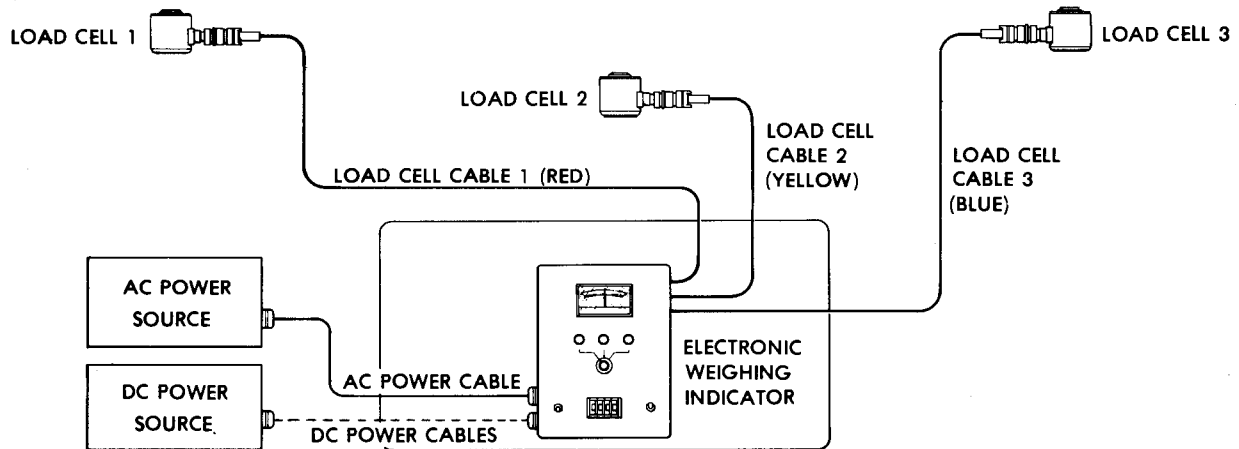 LOAD CELL 1
LOAD CELL 3
LOAD CELL 2
LOAD CELL
CABLE 2
(YELLOW)
LOAD CELL
CABLE 3
(BLUE)
LOAD CELL CABLE 1 (RED)
AC POWER
SOURCE
ELECTRONIC
WEIGHING
INDICATOR
AC POWER CABLE
DC POWER
SOURCE
DC POWER CABLES